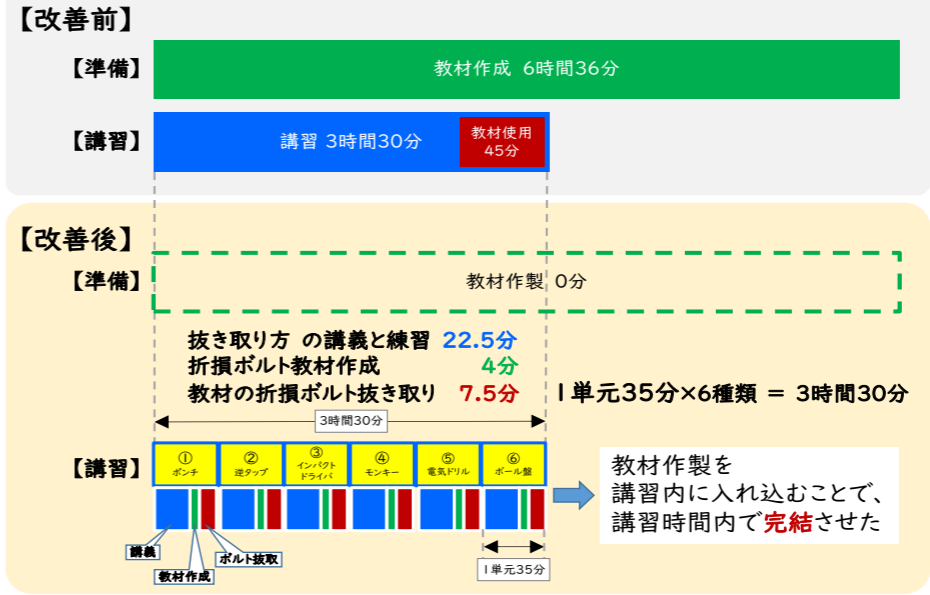 【改善前】
【準備】
教材作成 6時間36分
【講習】
講習 3時間30分
教材使用
45分
【改善後】
【準備】
教材作製 0分
抜き取り方 の講義と練習 22.5分
折損ボルト教材作成 4分
教材の折損ボルト抜き取り 7.5分
1単元35分×6種類 = 3時間30分
3時間30分
【講習】
①
ポンチ
②
逆タップ
③
インパクト
ドライバ
④
モンキー
⑤
電気ドリル
⑥
ボール盤
教材作製を
講習内に入れ込むことで、
講習時間内で完結させた
講義
教材作成
ボルト抜取
1単元35分